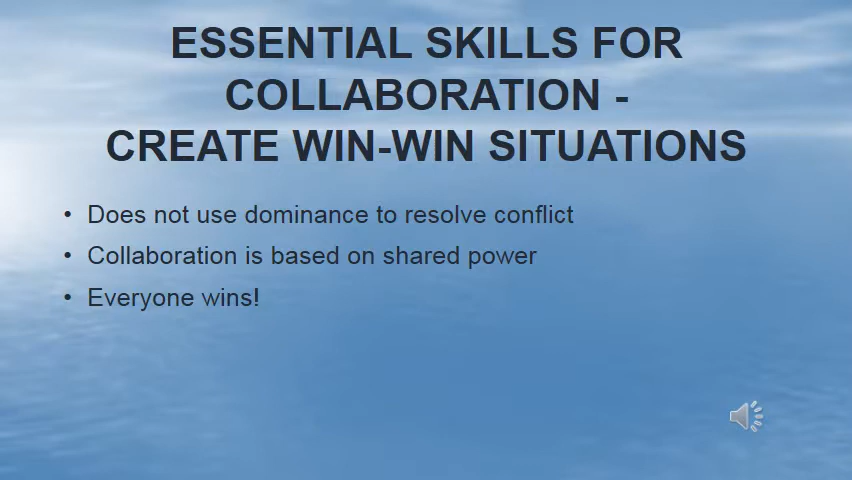 ESSENTIAL SKILLS FOR
COLLABORATION -
CREATE WIN-WIN SITUATIONS
• Does not use dominance to resolve conflict
• Collaboration is based on shared power
• Everyone wins!